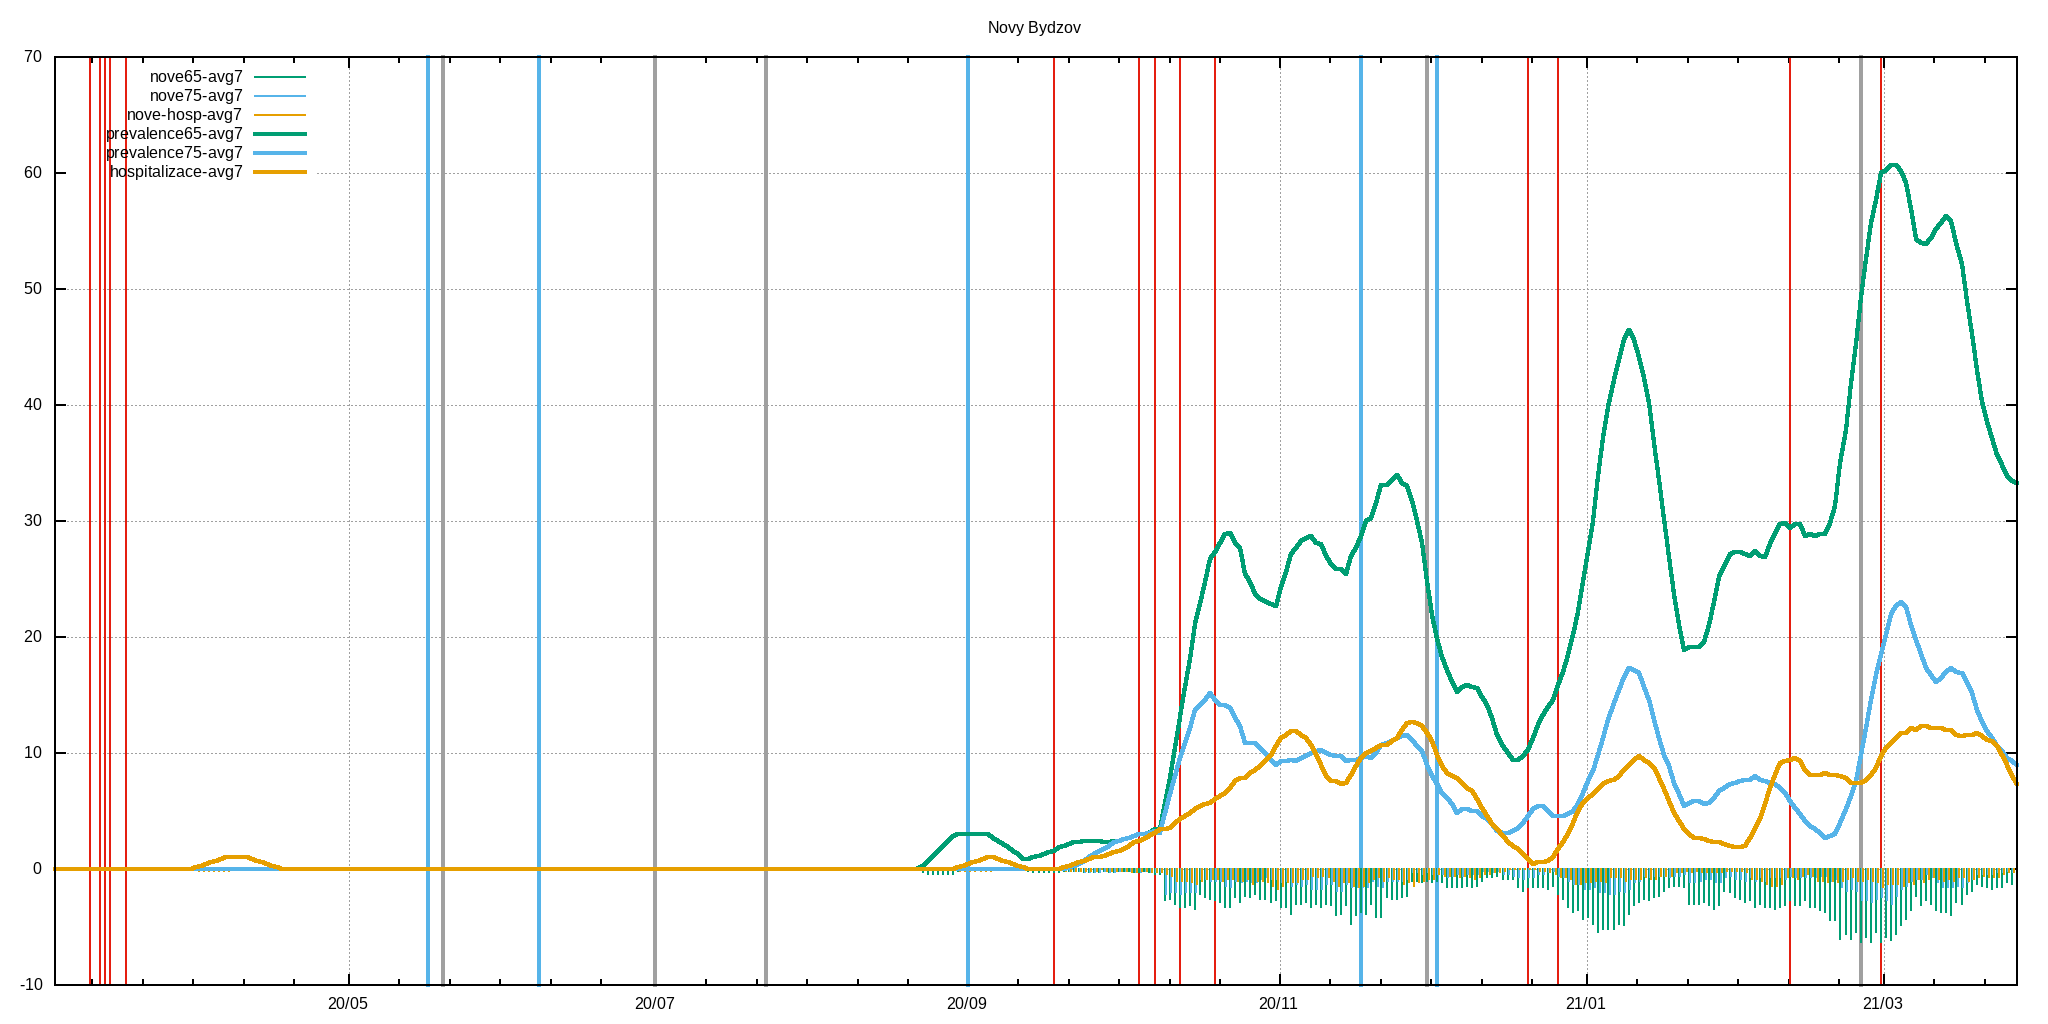 Novy Bydzov
70
60
50
40
30
20
10
0
-10
nove65-avg7
nove75-avg7
nove-hosp-avg7
prevalence65-avg7
prevalence75-avg7
hospitalizace-avg7
20/05 20/07 20/09 20/11 21/01 21/03